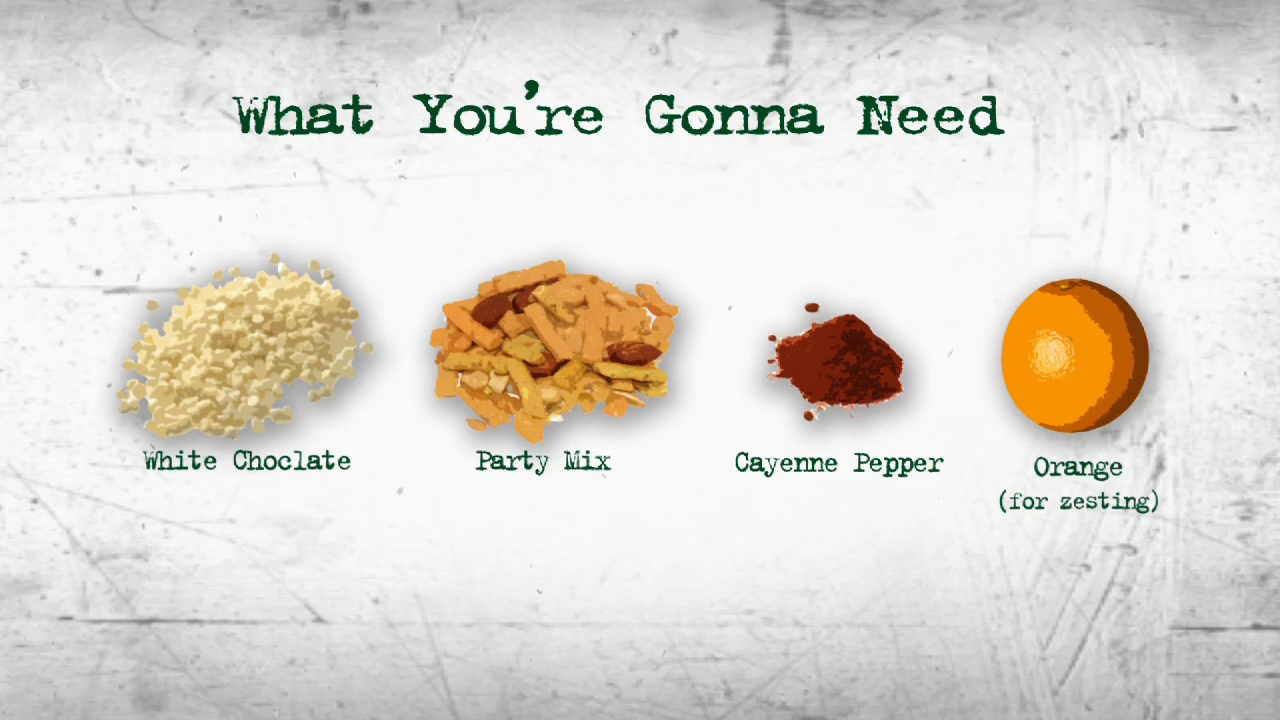 What You're Gonna Need
White Choclate
Party Mix
Cayenne Pepper
Orange
(for zesting)